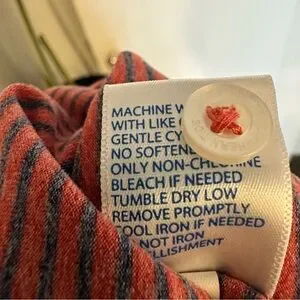 MACHINE W
WITH LIKE
GENTLE CY
NO SOFTENE
ONLY NON-CHLORINE
BLEACH IF NEEDED
TUMBLE DRY LOW
REMOVE PROMPTLY
COOL IRON IF NEEDED
NOT IRON
LLISHMENT